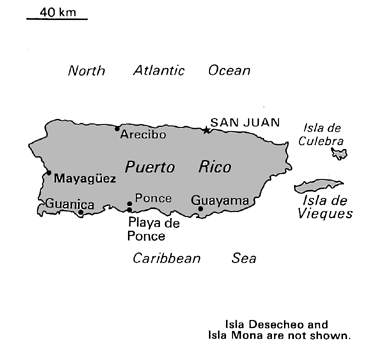 40 km
North Atlantic Ocean
SAN JUAN
Arecibo
Isla de
Culebra
Puerto Rico
Mayagüez
Guanica
Ponce
Guayama
Isla de
Vieques
Playa de
Ponce
Caribbean Sea
Isla Desecheo and
Isla Mona are not shown.